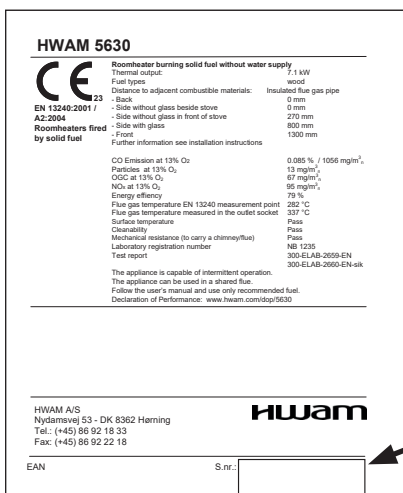 HWAM 5630
CE
23
EN 13240:2001 /
A2:2004
Roomheaters fired
by solid fuel
Roomheater burning solid fuel without water supply
Thermal output: 7.1 kW
Fuel types wood
Distance to adjacent combustible materials: Insulated flue gas pipe
- Back 0 mm
- Side without glass beside stove 0 mm
- Side without glass in front of stove 270 mm
- Side with glass 800 mm
- Front 1300 mm
Further information see installation instructions
CO Emission at 13% O2 0.085 % / 1056 mg/m³n
Particles at 13% O2 13 mg/m³n
OGC at 13% O2 67 mg/m³n
NOx at 13% O2 95 mg/m³n
Energy effiency 79 %
Flue gas temperature EN 13240 measurement point 282 °C
Flue gas temperature measured in the outlet socket 337 °C
Surface temperature Pass
Cleanability Pass
Mechanical resistance (to carry a chimney/flue) Pass
Laboratory registration number NB 1235
Test report 300-ELAB-2659-EN
300-ELAB-2660-EN-sik
The appliance is capable of intermittent operation.
The appliance can be used in a shared flue.
Follow the user's manual and use only recommended fuel.
Declaration of Performance: www.hwam.com/dop/5630
HWAM A/S
Nydamsvej 53 - DK 8362 Hørning
Tel.: (+45) 86 92 18 33
Fax: (+45) 86 92 22 18
hwam
EAN S.nr.: